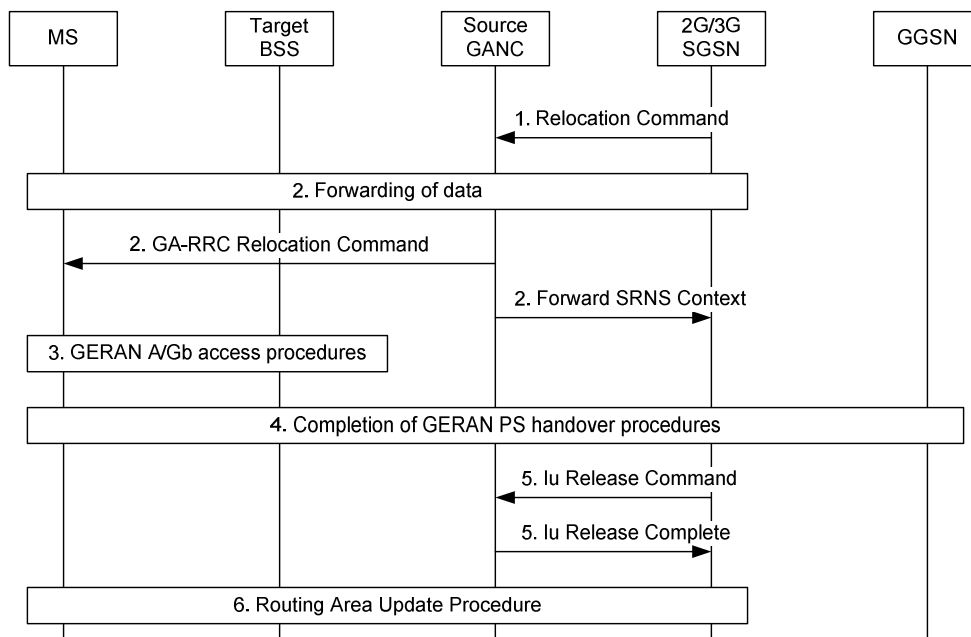 MS
Target
BSS
Source
GANC
2G/3G
SGSN
GGSN
1. Relocation Command
2. Forwarding of data
2. GA-RRC Relocation Command
2. Forward SRNS Context
3. GERAN A/Gb access procedures
4. Completion of GERAN PS handover procedures
5. Iu Release Command
5. Iu Release Complete
6. Routing Area Update Procedure